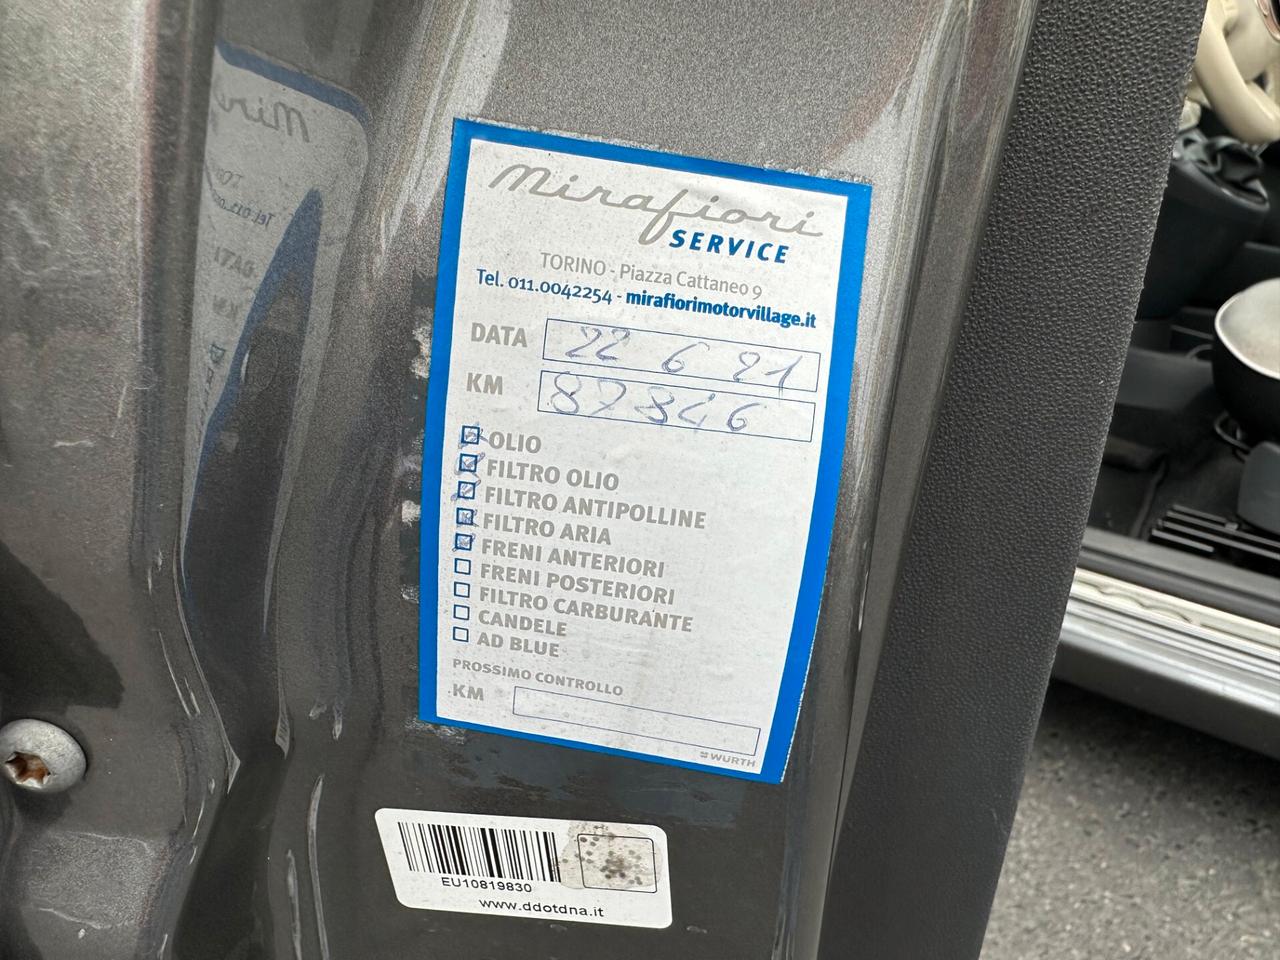 Mirafiori
SERVICE
TORINO - Piazza Cattaneo 9
Tel. 011.0042254 - mirafiorimotorvillage.it
DATA 22 6 21
KM 87346
OLIO
FILTRO OLIO
FILTRO ANTIPOLLINE
FILTRO ARIA
FRENI ANTERIORI
FRENI POSTERIORI
FILTRO CARBURANTE
CANDELE
AD BLUE
PROSSIMO CONTROLLO
KM
WÜRTH
EU10819830
www.ddotdna.it